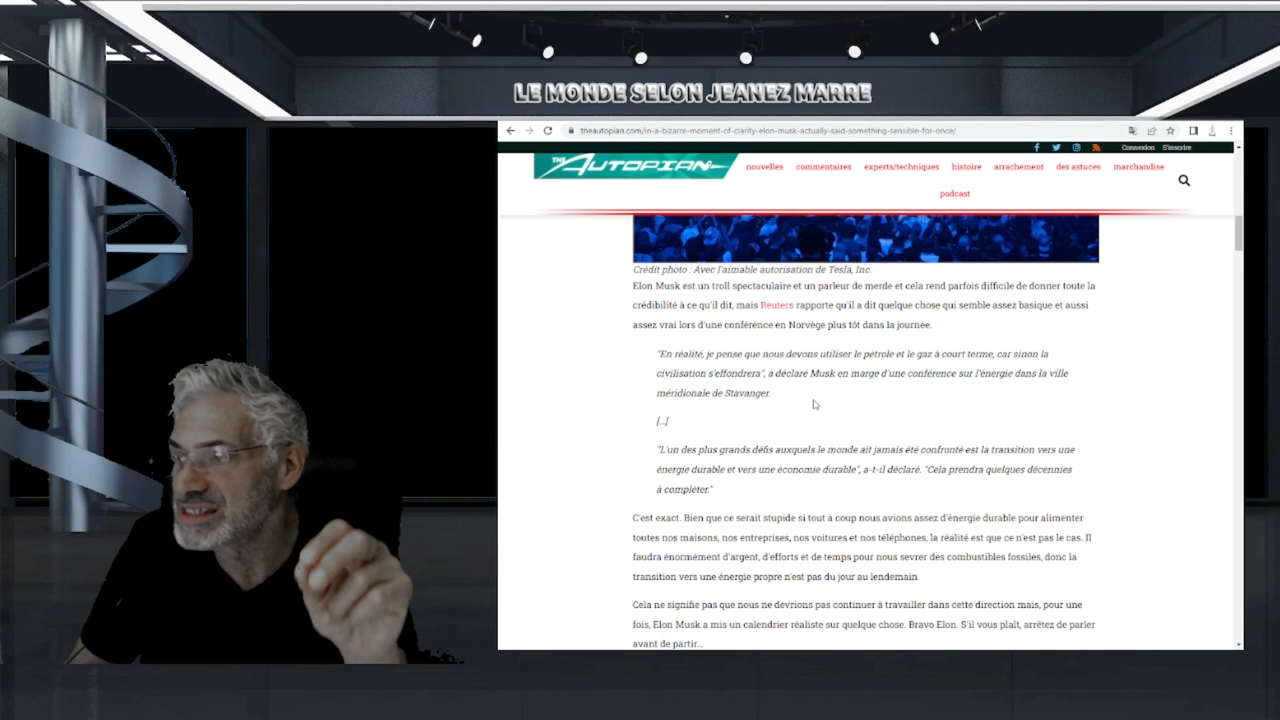 LE MONDE SELON JEANEZ MARRE
theautopian.com/in-a-bizarre-moment-of-clarity-elon-musk-actually-said-something-sensible-for-once/
Connexion S'inscrire
THE AUTOPIAN
nouvelles commentaires experts/techniques histoire arrachement des astuces marchandise
podcast
Crédit photo : Avec l'aimable autorisation de Tesla, Inc.
Elon Musk est un troll spectaculaire et un parleur de merde et cela rend parfois difficile de donner toute la
crédibilité à ce qu'il dit, mais Reuters rapporte qu'il a dit quelque chose qui semble assez basique et aussi
assez vrai lors d'une conférence en Norvège plus tôt dans la journée.
"En réalité, je pense que nous devons utiliser le pétrole et le gaz à court terme, car sinon la
civilisation s'effondrera", a déclaré Musk en marge d'une conférence sur l'énergie dans la ville
méridionale de Stavanger.
[...]
"L'un des plus grands défis auxquels le monde ait jamais été confronté est la transition vers une
énergie durable et vers une économie durable", a-t-il déclaré. "Cela prendra quelques décennies
à compléter."
C'est exact. Bien que ce serait stupide si tout à coup nous avions assez d'énergie durable pour alimenter
toutes nos maisons, nos entreprises, nos voitures et nos téléphones, la réalité est que ce n'est pas le cas. Il
faudra énormément d'argent, d'efforts et de temps pour nous sevrer des combustibles fossiles, donc la
transition vers une énergie propre n'est pas du jour au lendemain.
Cela ne signifie pas que nous ne devrions pas continuer à travailler dans cette direction mais, pour une
fois, Elon Musk a mis un calendrier réaliste sur quelque chose. Bravo Elon. S'il vous plaît, arrêtez de parler
avant de partir...